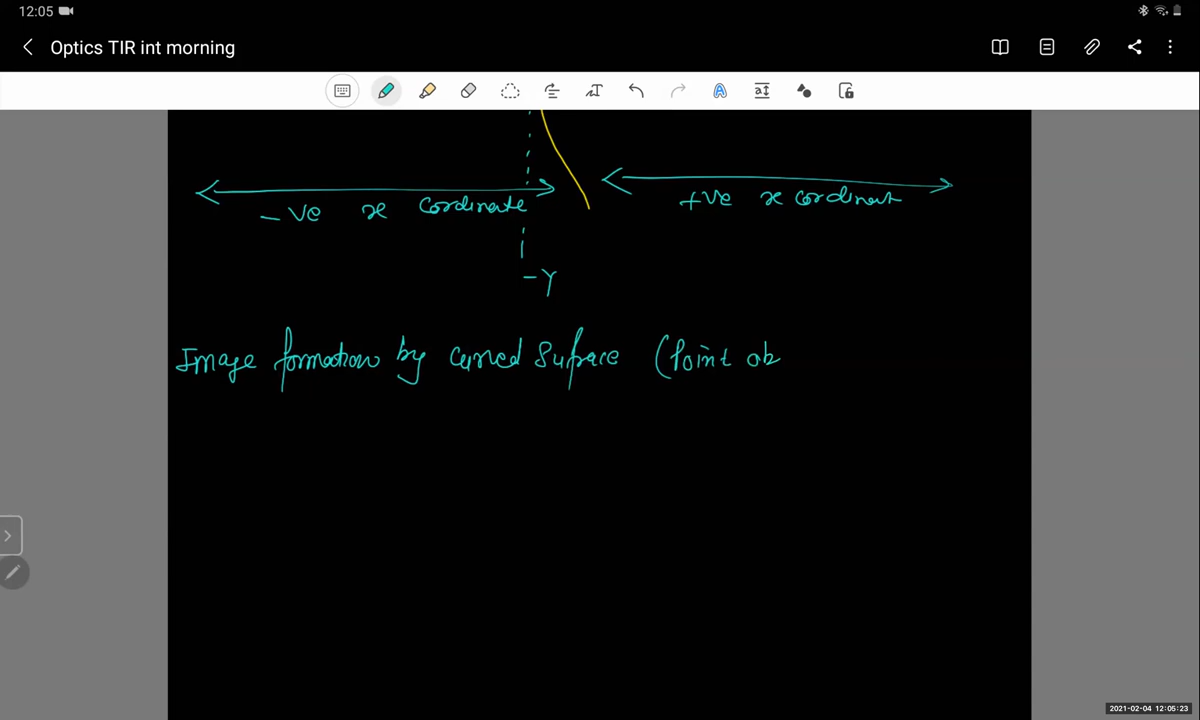 12:05
Optics TIR int morning
-ve x Cordinate
+ve x Cordinat
-Y
Image formation by Curved Surface (Point ob
2021-02-04 12:05:23